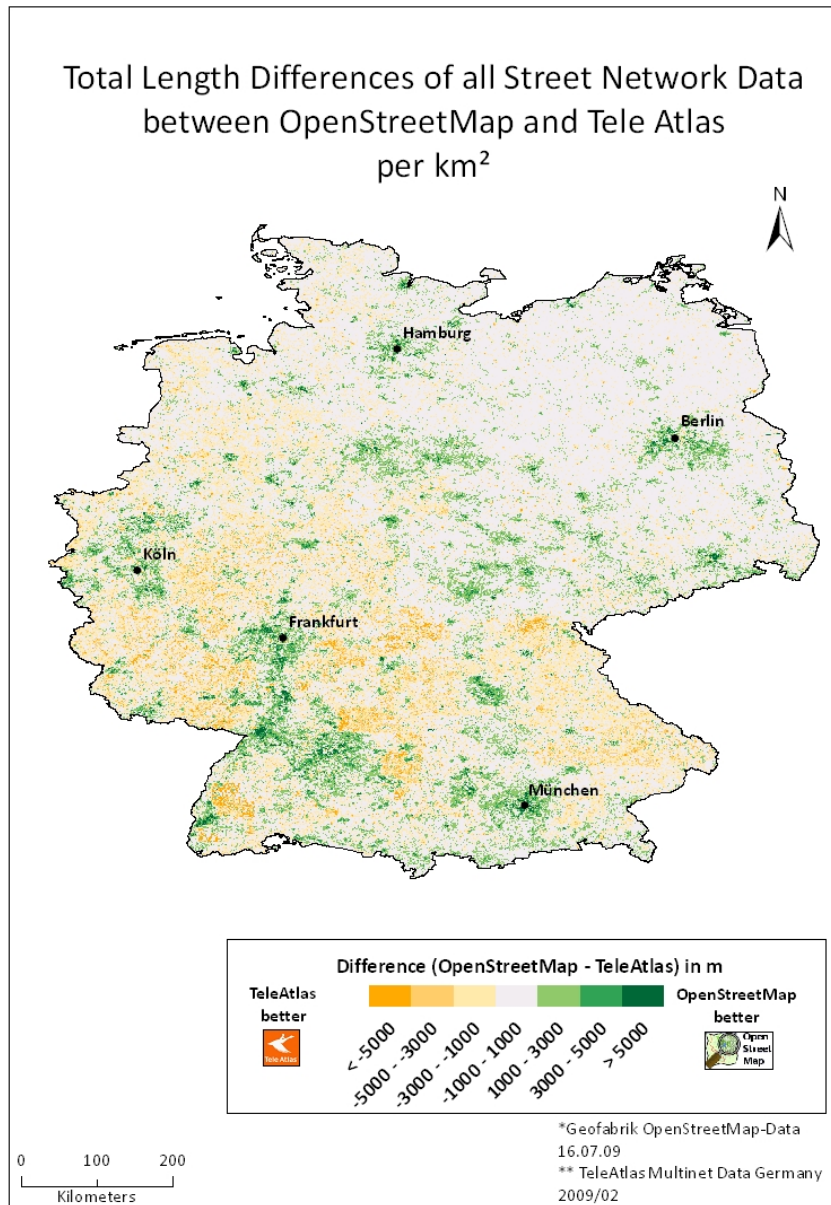 Total Length Differences of all Street Network Data
between OpenStreetMap and Tele Atlas
per km²
N
Hamburg
Berlin
Köln
Frankfurt
München
Difference (OpenStreetMap - TeleAtlas) in m
TeleAtlas
better
Tele Atlas
OpenStreetMap
better
Open
Street
Map
< -5000
-5000 - -3000
-3000 - -1000
-1000 - 1000
1000 - 3000
3000 - 5000
> 5000
*Geofabrik OpenStreetMap-Data
16.07.09
** TeleAtlas Multinet Data Germany
2009/02
0 100 200
Kilometers